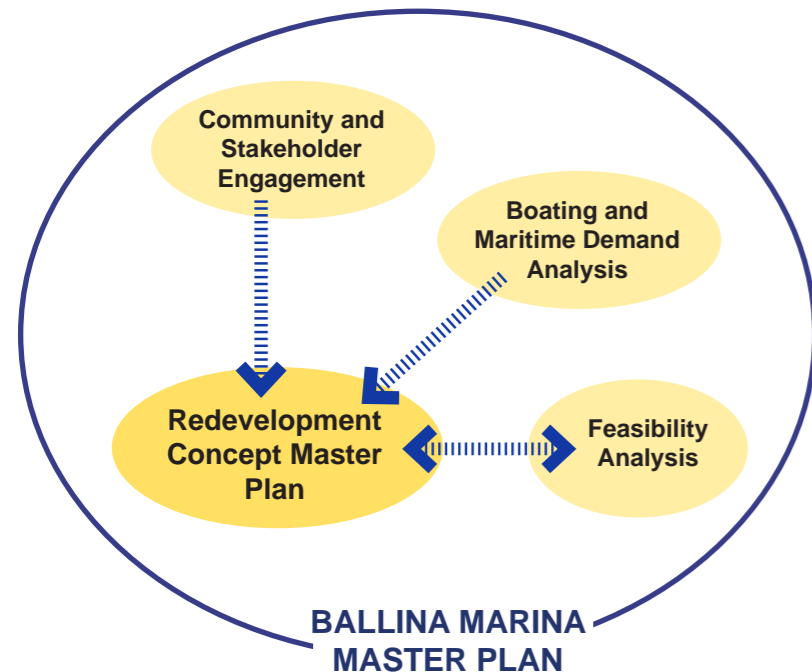 Community and
Stakeholder
Engagement
Boating and
Maritime Demand
Analysis
Redevelopment
Concept Master
Plan
Feasibility
Analysis
BALLINA MARINA
MASTER PLAN